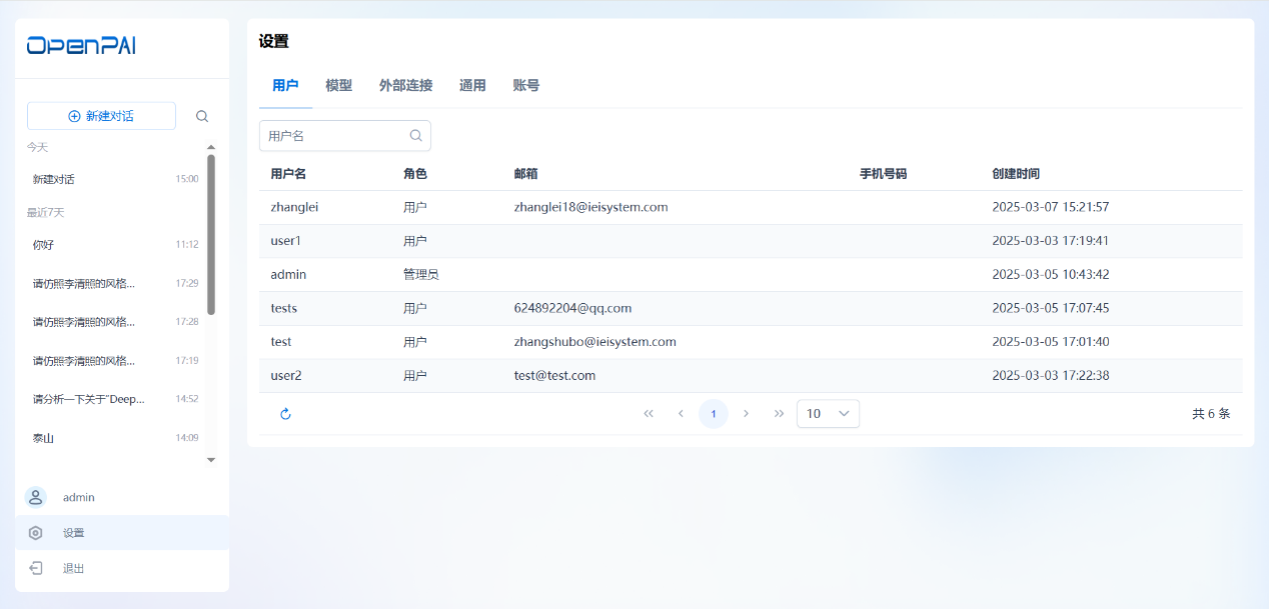 OpenPAI
新建对话
今天
新建对话 15:00
最近7天
你好 11:12
请仿照李清照的风格... 17:29
请仿照李清照的风格... 17:28
请仿照李清照的风格... 17:19
请分析一下关于"Deep... 14:52
泰山 14:09
admin
设置
退出
设置
用户 模型 外部连接 通用 账号
用户名
用户名 角色 邮箱 手机号码 创建时间
zhanglei 用户 zhanglei18@ieisystem.com 2025-03-07 15:21:57
user1 用户 2025-03-03 17:19:41
admin 管理员 2025-03-05 10:43:42
tests 用户 624892204@qq.com 2025-03-05 17:07:45
test 用户 zhangshubo@ieisystem.com 2025-03-05 17:01:40
user2 用户 test@test.com 2025-03-03 17:22:38
1 10 共 6 条